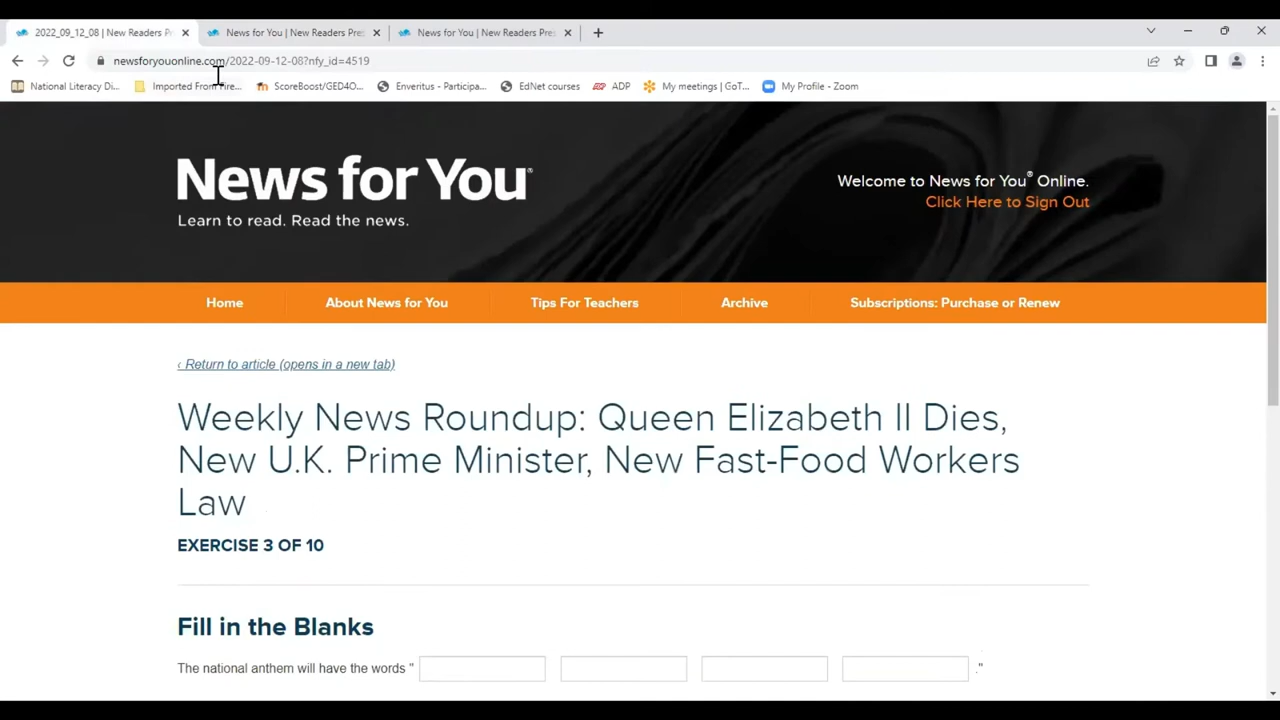 2022_09_12_08 | New Readers Pr
News for You | New Readers Pres
News for You | New Readers Pres
newsforyouonline.com/2022-09-12-08?nfy_id=4519
National Literacy Di...
Imported From Fire...
ScoreBoost/GED4O...
Enveritus - Participa...
EdNet courses
ADP
My meetings | GoT...
My Profile - Zoom
News for You®
Learn to read. Read the news.
Welcome to News for You® Online.
Click Here to Sign Out
Home
About News for You
Tips For Teachers
Archive
Subscriptions: Purchase or Renew
‹ Return to article (opens in a new tab)
Weekly News Roundup: Queen Elizabeth II Dies,
New U.K. Prime Minister, New Fast-Food Workers
Law
EXERCISE 3 OF 10
Fill in the Blanks
The national anthem will have the words " ."